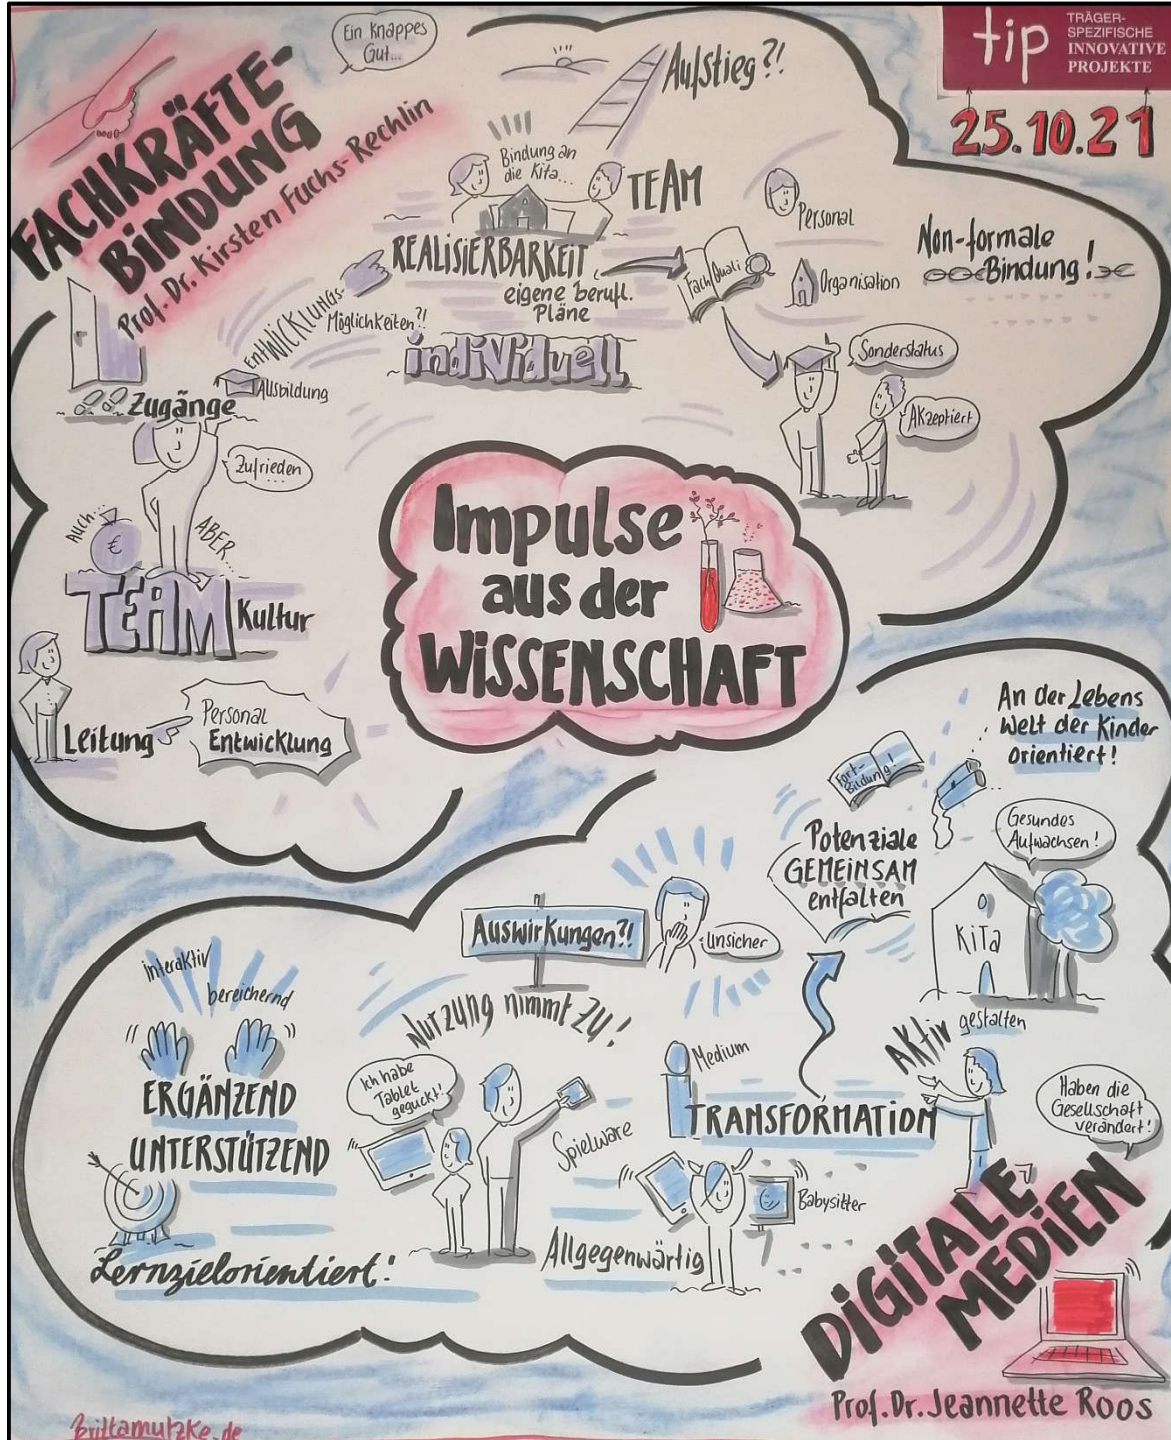 Ein knappes
Gut...
FACHKRÄFTE-
BINDUNG
Prof. Dr. Kirsten Fuchs-Rechlin
tip
TRÄGER-
SPEZIFISCHE
INNOVATIVE
PROJEKTE
25.10.21
Aufstieg?!
Bindung an
die Kita...
TEAM
REALISIERBARKEIT
eigene berufl.
Pläne
individuell
Fach
Quali
Personal
Organisation
Non-formale
Bindung!
Sonderstatus
Akzeptiert
EntWICKLUNGS-
Möglichkeiten?!
Ausbildung
Zugänge
Zufrieden
Auch...
€
ABER...
TEAM
Kultur
Leitung
Personal
Entwicklung
Impulse
aus der
WISSENSCHAFT
An der Lebens
Welt der Kinder
orientiert!
Fort-
Bildung!
Potenziale
GEMEINSAM
entfalten
Gesundes
Aufwachsen!
KiTa
Aktiv gestalten
Auswirkungen?!
Unsicher
Nutzung nimmt zu!
interaktiv
bereichernd
ERGÄNZEND
UNTERSTÜTZEND
Lernzielorientiert!
Ich habe
Tablet
geguckt!
Spielware
Medium
TRANSFORMATION
Babysitter
Allgegenwärtig
Haben die
Gesellschaft
verändert!
DIGITALE
MEDIEN
Prof. Dr. Jeannette Roos
brittamutzke.de